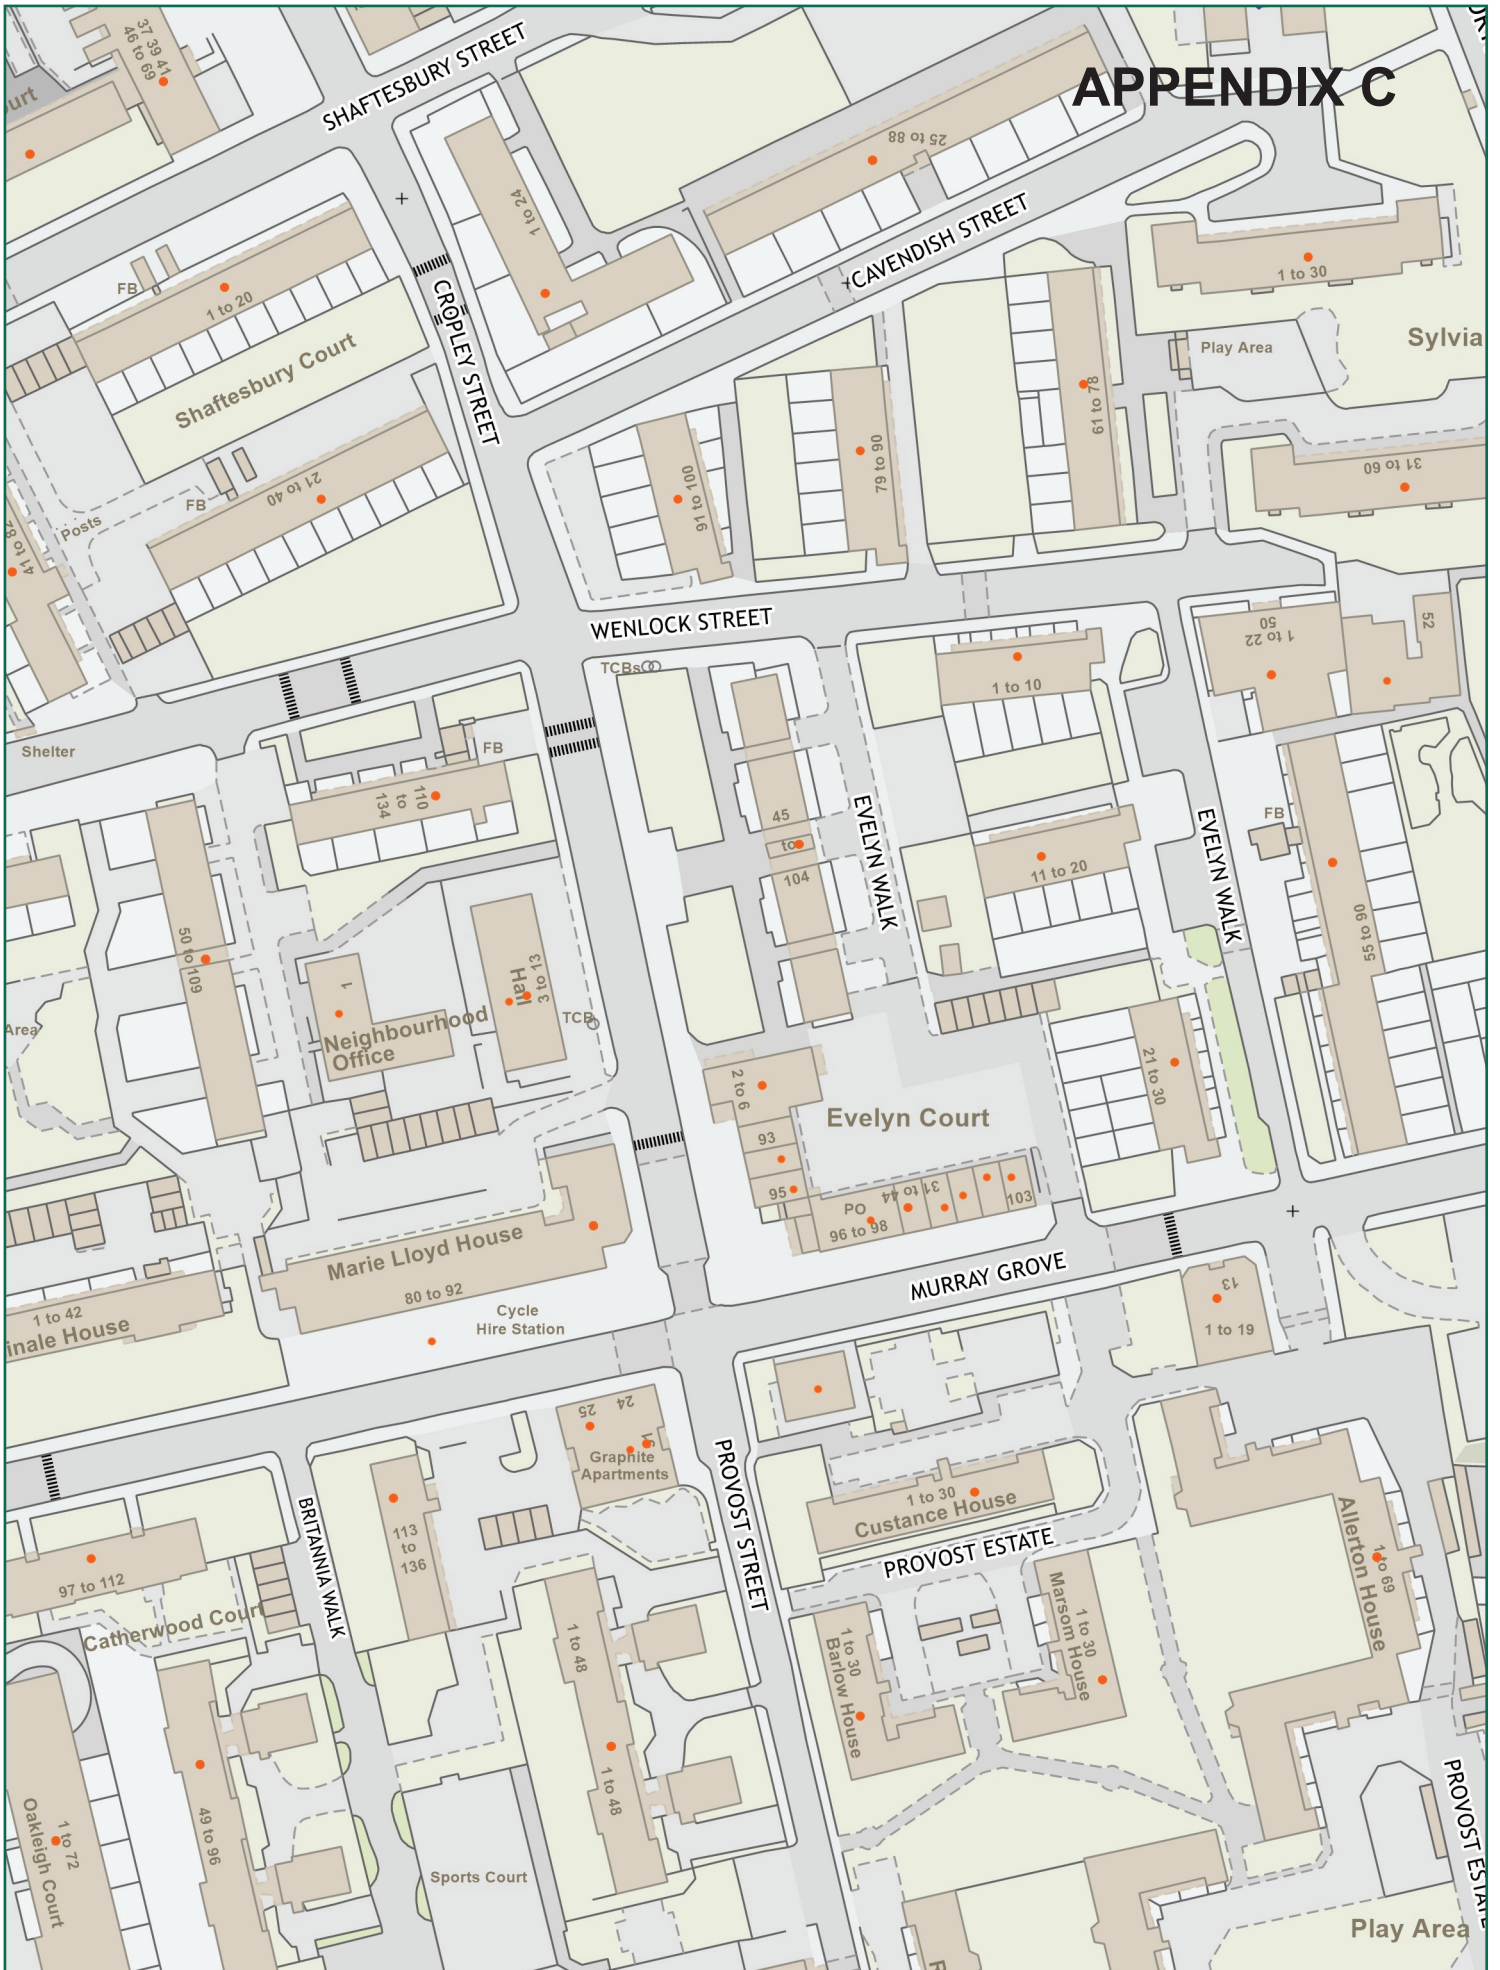 APPENDIX C
37 39 41
46 to 69
SHAFTESBURY STREET
25 to 88
1 to 24
CAVENDISH STREET
1 to 30
FB
1 to 20
CROPLEY STREET
Play Area
Sylvia
Shaftesbury Court
61 to 78
79 to 90
91 to 100
31 to 60
21 to 40
FB
Posts
41 to 82
WENLOCK STREET
50
1 to 22
52
TCBs
1 to 10
Shelter
FB
110
to
134
45
to
104
EVELYN WALK
EVELYN WALK
FB
11 to 20
55 to 90
50 to 109
1
Hall
3 to 13
TCB
Neighbourhood
Office
Area
21 to 30
2 to 6
Evelyn Court
93
95
PO
96 to 98
31 to 44
103
Marie Lloyd House
80 to 92
MURRAY GROVE
Cycle
Hire Station
1 to 42
inale House
13
1 to 19
25
24
Graphite
Apartments
PROVOST STREET
BRITANNIA WALK
113
to
136
1 to 30
Custance House
PROVOST ESTATE
Allerton House
1 to 69
97 to 112
Catherwood Court
1 to 48
1 to 30
Barlow House
1 to 30
Marsom House
1 to 48
49 to 96
1 to 72
Oakleigh Court
Sports Court
PROVOST ESTATE
Play Area